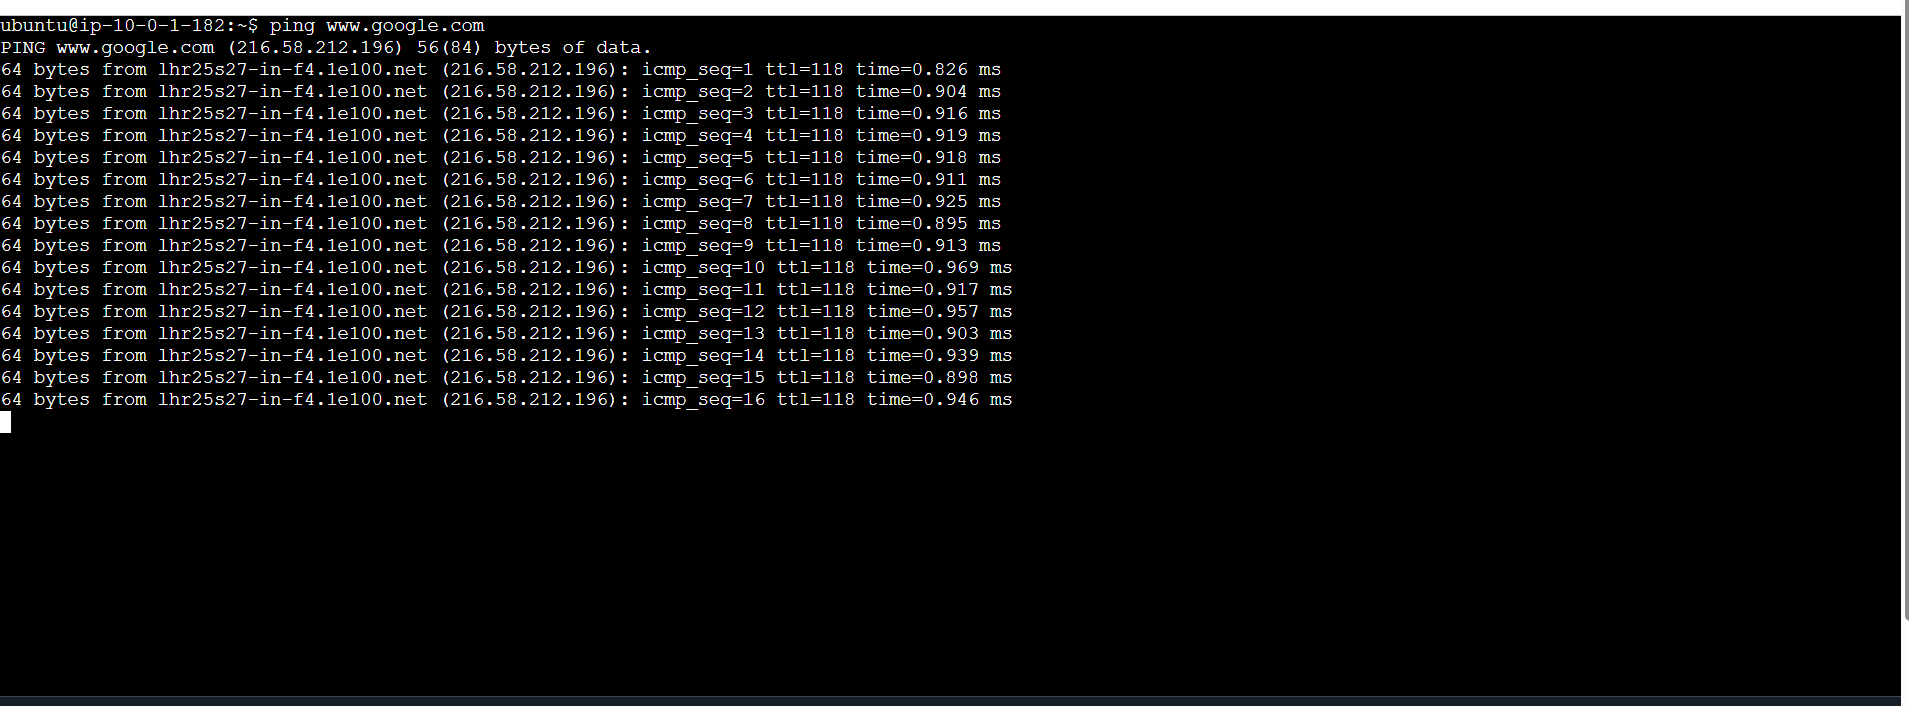 ubuntu@ip-10-0-1-182:~$ ping www.google.com
PING www.google.com (216.58.212.196) 56(84) bytes of data.
64 bytes from lhr25s27-in-f4.1e100.net (216.58.212.196): icmp_seq=1 ttl=118 time=0.826 ms
64 bytes from lhr25s27-in-f4.1e100.net (216.58.212.196): icmp_seq=2 ttl=118 time=0.904 ms
64 bytes from lhr25s27-in-f4.1e100.net (216.58.212.196): icmp_seq=3 ttl=118 time=0.916 ms
64 bytes from lhr25s27-in-f4.1e100.net (216.58.212.196): icmp_seq=4 ttl=118 time=0.919 ms
64 bytes from lhr25s27-in-f4.1e100.net (216.58.212.196): icmp_seq=5 ttl=118 time=0.918 ms
64 bytes from lhr25s27-in-f4.1e100.net (216.58.212.196): icmp_seq=6 ttl=118 time=0.911 ms
64 bytes from lhr25s27-in-f4.1e100.net (216.58.212.196): icmp_seq=7 ttl=118 time=0.925 ms
64 bytes from lhr25s27-in-f4.1e100.net (216.58.212.196): icmp_seq=8 ttl=118 time=0.895 ms
64 bytes from lhr25s27-in-f4.1e100.net (216.58.212.196): icmp_seq=9 ttl=118 time=0.913 ms
64 bytes from lhr25s27-in-f4.1e100.net (216.58.212.196): icmp_seq=10 ttl=118 time=0.969 ms
64 bytes from lhr25s27-in-f4.1e100.net (216.58.212.196): icmp_seq=11 ttl=118 time=0.917 ms
64 bytes from lhr25s27-in-f4.1e100.net (216.58.212.196): icmp_seq=12 ttl=118 time=0.957 ms
64 bytes from lhr25s27-in-f4.1e100.net (216.58.212.196): icmp_seq=13 ttl=118 time=0.903 ms
64 bytes from lhr25s27-in-f4.1e100.net (216.58.212.196): icmp_seq=14 ttl=118 time=0.939 ms
64 bytes from lhr25s27-in-f4.1e100.net (216.58.212.196): icmp_seq=15 ttl=118 time=0.898 ms
64 bytes from lhr25s27-in-f4.1e100.net (216.58.212.196): icmp_seq=16 ttl=118 time=0.946 ms